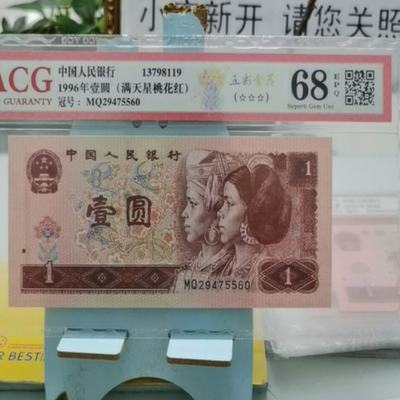 新开 请您关照
ACG
GUARANTY
中国人民银行 13798119
1996年壹圆（满天星桃花红）
冠号： MQ29475560
(☆☆☆)
68
EPQ
Superb Gem Unc
中国人民银行
1
壹圆
1
1
MQ29475560
R BESTI